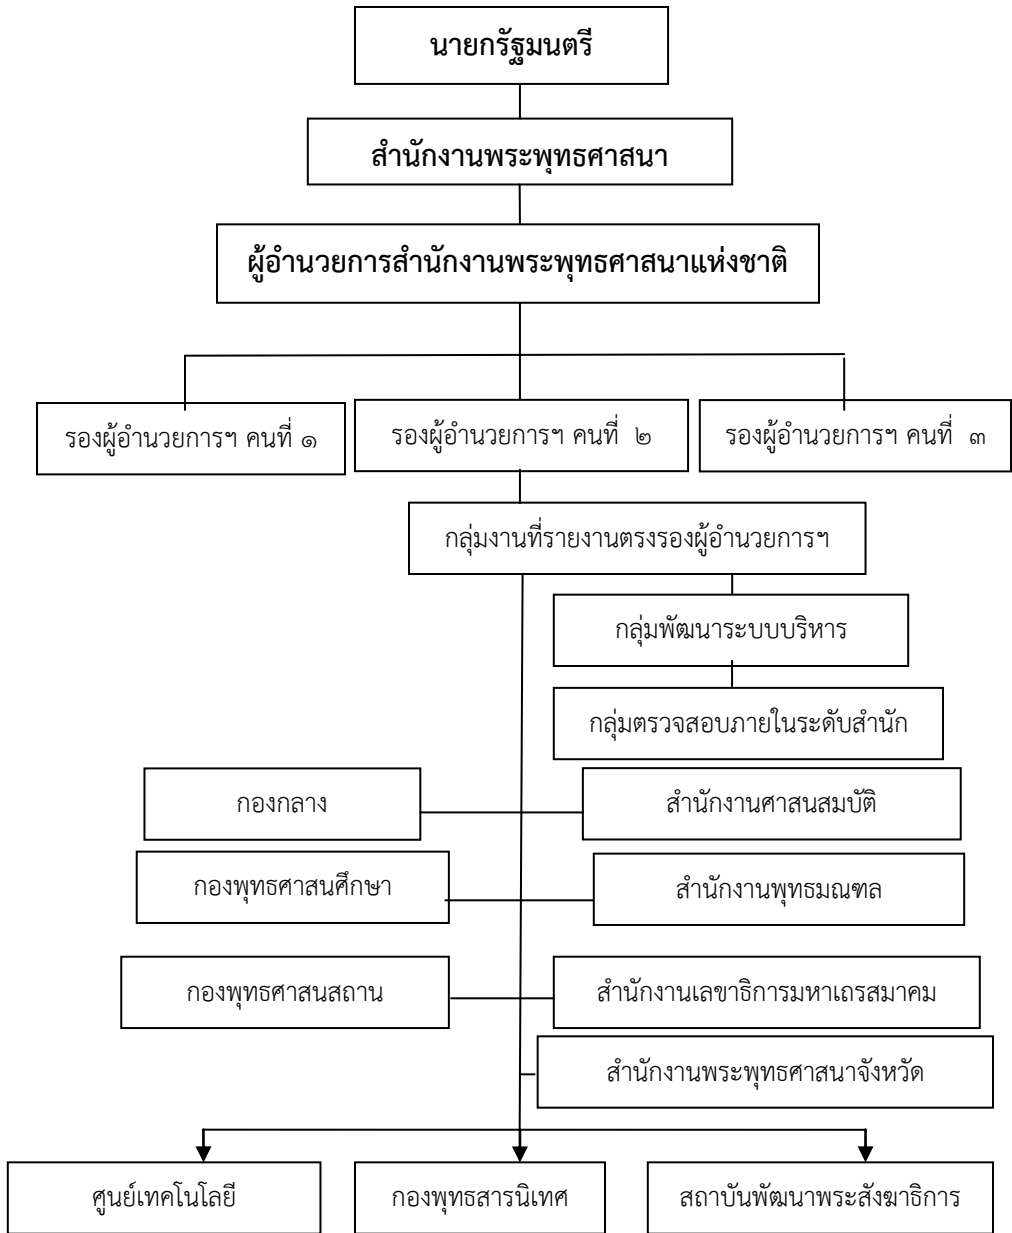 นายกรัฐมนตรี
สำนักงานพระพุทธศาสนา
ผู้อำนวยการสำนักงานพระพุทธศาสนาแห่งชาติ
รองผู้อำนวยการฯ คนที่ ๑
รองผู้อำนวยการฯ คนที่ ๒
รองผู้อำนวยการฯ คนที่ ๓
กลุ่มงานที่รายงานตรงรองผู้อำนวยการฯ
กลุ่มพัฒนาระบบบริหาร
กลุ่มตรวจสอบภายในระดับสำนัก
กองกลาง
สำนักงานศาสนสมบัติ
กองพุทธศาสนศึกษา
สำนักงานพุทธมณฑล
กองพุทธศาสนสถาน
สำนักงานเลขาธิการมหาเถรสมาคม
สำนักงานพระพุทธศาสนาจังหวัด
ศูนย์เทคโนโลยี
กองพุทธสารนิเทศ
สถาบันพัฒนาพระสังฆาธิการ